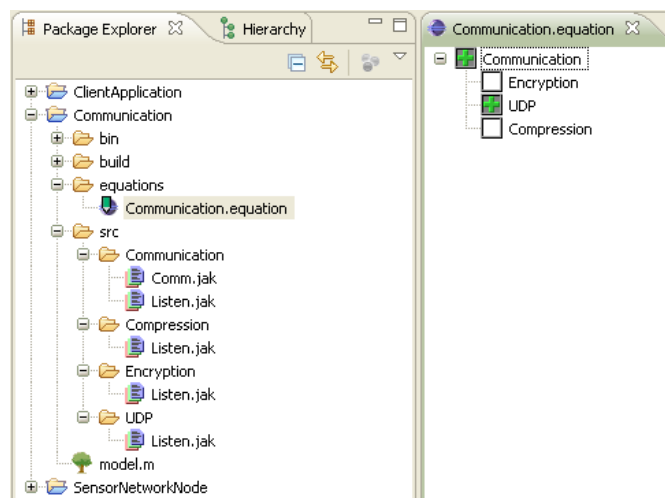 Package Explorer
Hierarchy
ClientApplication
Communication
bin
build
equations
Communication.equation
src
Communication
Comm.jak
Listen.jak
Compression
Listen.jak
Encryption
Listen.jak
UDP
Listen.jak
model.m
SensorNetworkNode
Communication.equation
Communication
Encryption
UDP
Compression